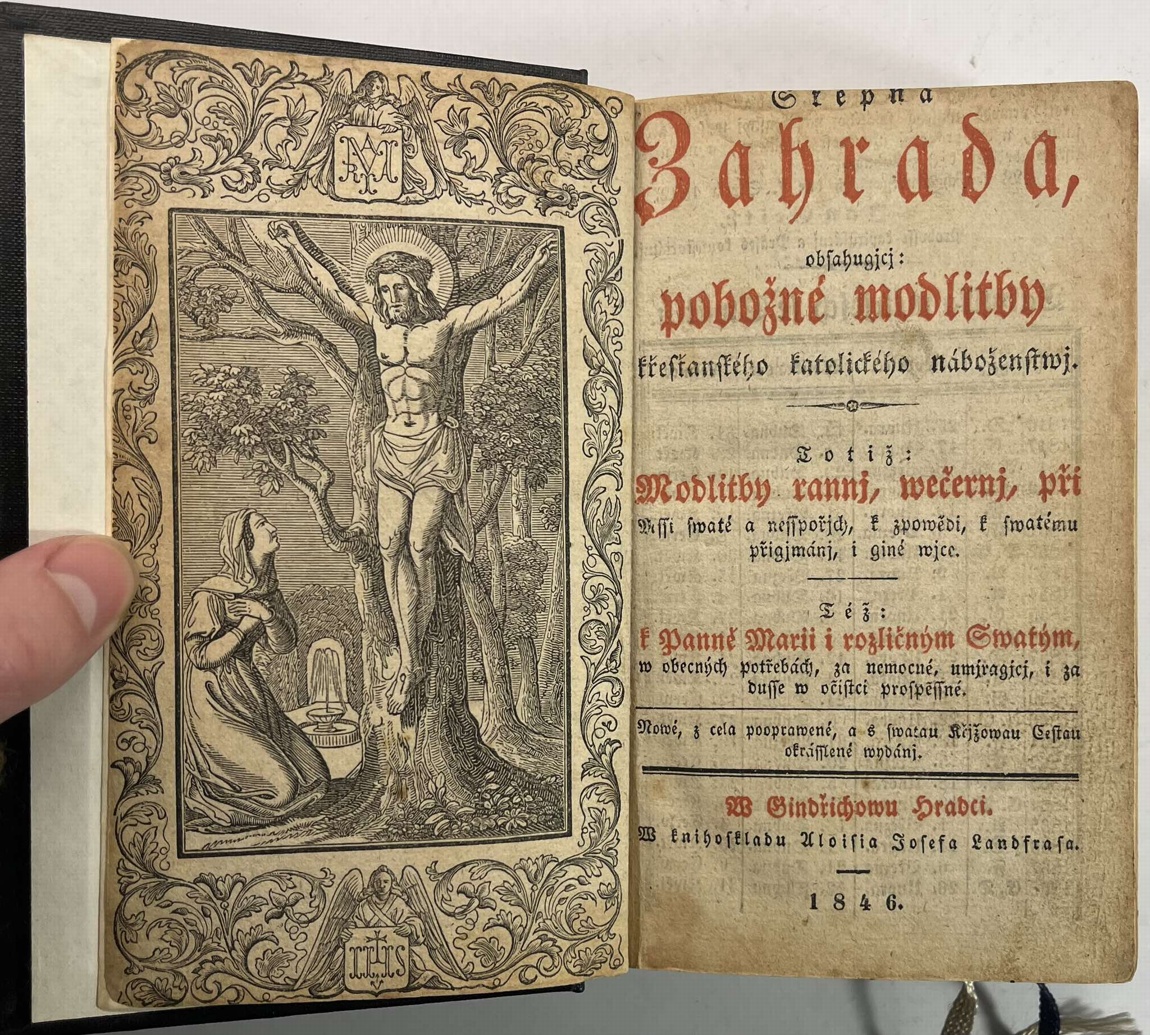 IHS
Štěpná
Zahrada,
obsahugjcj:
pobožné modlitby
křesťanského katolického náboženstwj.
Totiž:
Modlitby rannj, wečernj, při
Mssi swaté a nesspořjch, k zpowědi, k swatému
přigjmánj, i giné wjce.
Též:
k Panně Marii i rozličným Swatým,
w obecných potřebách, za nemocné, umjragjcj, i za
dusse w očistci prospěssné.
Nowé, z cela poopravené, a s swatau Křjžowau Cestau
okrásslené wydánj.
W Gindřichowu Hradci.
W knihoskladu Aloisia Josefa Landfrasa.
1846.